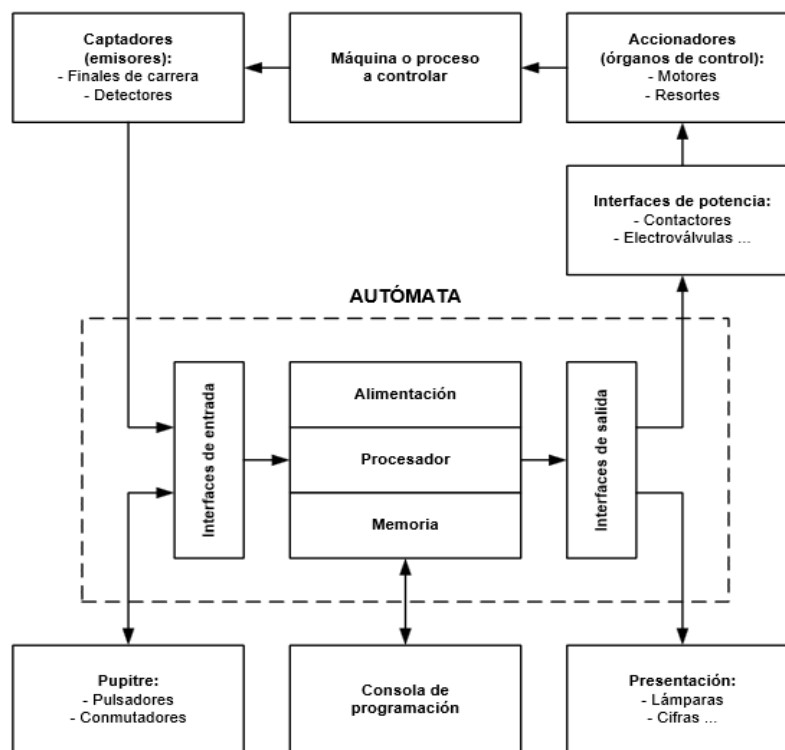 Captadores
(emisores):
- Finales de carrera
- Detectores
Máquina o proceso
a controlar
Accionadores
(órganos de control):
- Motores
- Resortes
Interfaces de potencia:
- Contactores
- Electroválvulas ...
AUTÓMATA
Interfaces de entrada
Alimentación
Procesador
Memoria
Interfaces de salida
Pupitre:
- Pulsadores
- Conmutadores
Consola de
programación
Presentación:
- Lámparas
- Cifras ...